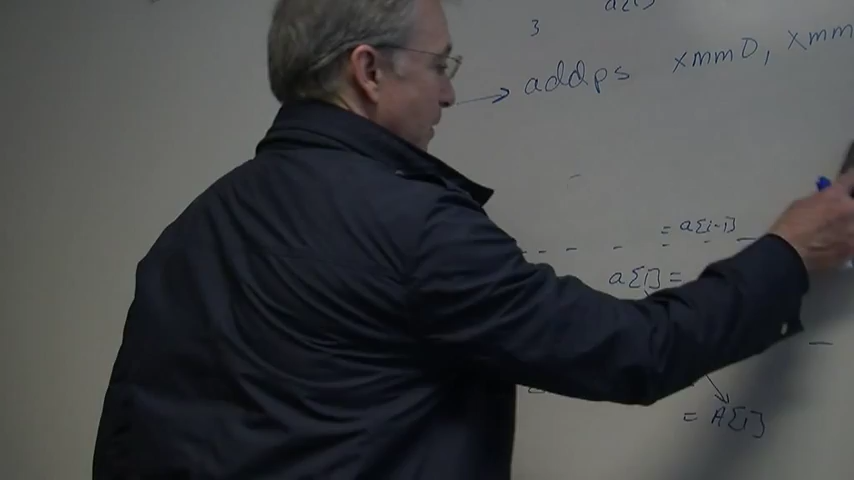 a[i]
3
addps xmm0, xmm
= a[i-1]
a[i] =
= A[i]